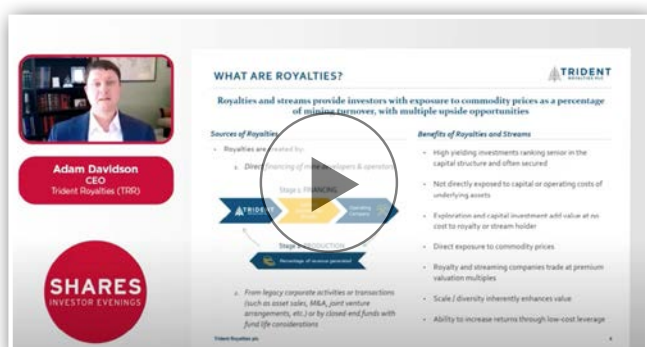 Adam Davidson
CEO
Trident Royalties (TRR)
SHARES
INVESTOR EVENINGS
WHAT ARE ROYALTIES?
TRIDENT
ROYALTIES PLC
Royalties and streams provide investors with exposure to commodity prices as a percentage
of mining turnover, with multiple upside opportunities
Sources of Royalties
Royalties are created by:
Direct financing of mine developers & operators
Stage 1: FINANCING
TRIDENT
Operating
Company
Stage 2: PRODUCTION
Percentage of revenue generated
From legacy corporate activities or transactions
(such as asset sales, M&A, joint venture
arrangements, etc.) or by closed end funds with
fund life considerations
Benefits of Royalties and Streams
High yielding investments ranking senior in the
capital structure and often secured
Not directly exposed to capital or operating costs of
underlying assets
Exploration and capital investment add value at no
cost to royalty or stream holder
Direct exposure to commodity prices
Royalty and streaming companies trade at premium
valuation multiples
Scale / diversity inherently enhances value
Ability to increase returns through low-cost leverage
Trident Royalties plc